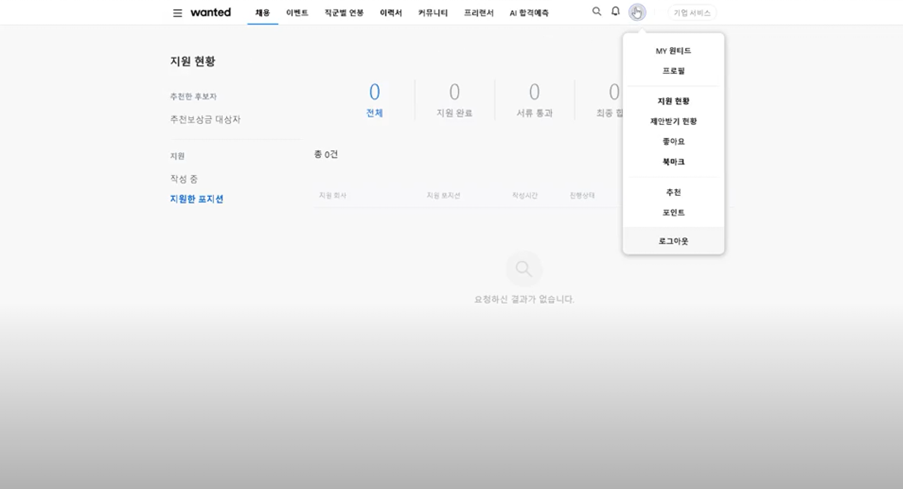 wanted 채용 이벤트 직군별 연봉 이력서 커뮤니티 프리랜서 AI 합격예측 기업 서비스
MY 원티드
프로필
지원 현황
제안받기 현황
좋아요
북마크
추천
포인트
로그아웃
지원 현황
추천한 후보자
추천보상금 대상자
지원
작성 중
지원한 포지션
0 0 0 0
전체 지원 완료 서류 통과 최종 합
총 0건
지원 회사 지원 포지션 작성시간 진행상태
요청하신 결과가 없습니다.